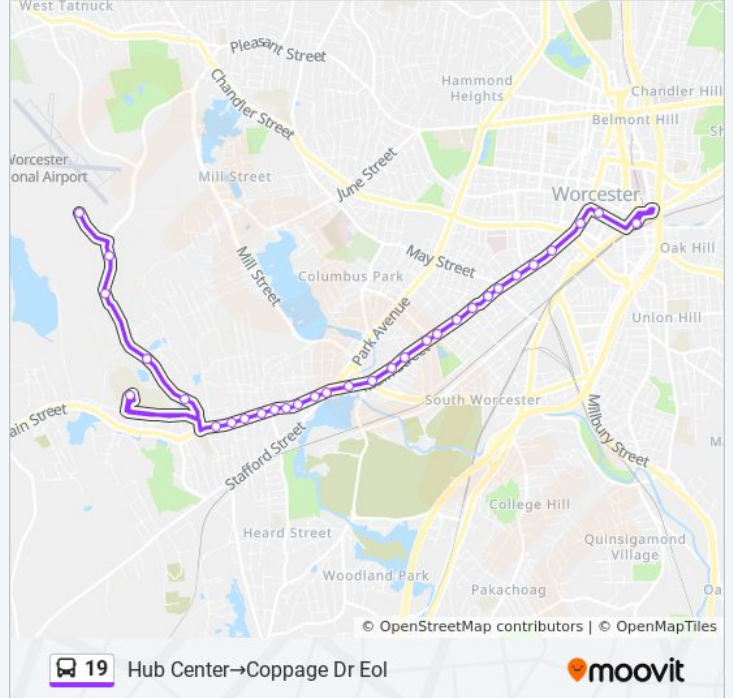 West Tatnuck
Pleasant Street
Chandler Street
Hammond
Heights
Chandler Hill
Belmont Hill
Sh
Worcester
onal Airport
Mill Street
June Street
Worcester
Oak Hill
May Street
Mill Street
Columbus Park
Union Hill
Park Avenue
South Worcester
ain Street
Stafford Street
Millbury Street
M
College Hill
Heard Street
Quinsigamond
Village
Woodland Park
Pakachoag
Oa
© OpenStreetMap contributors | © OpenMapTiles
19 Hub Center→Coppage Dr Eol
moovit